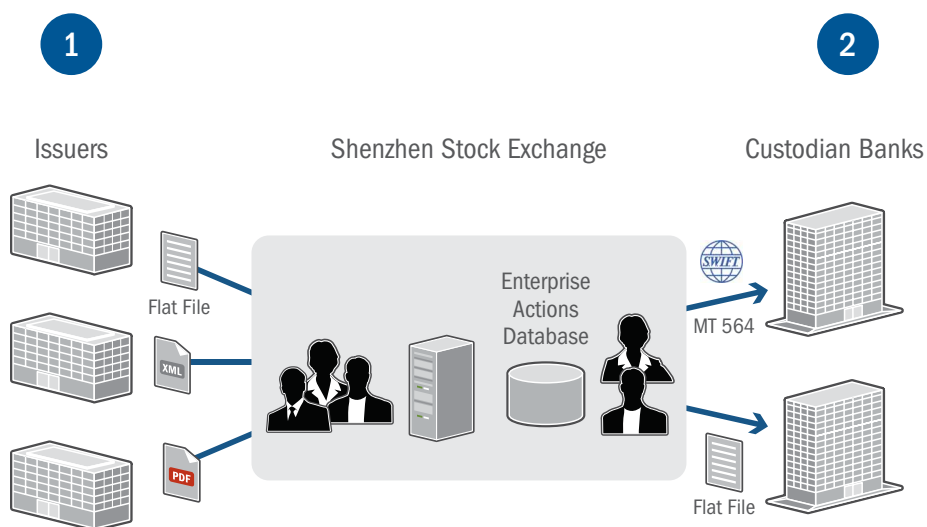 1
2
Issuers
Shenzhen Stock Exchange
Custodian Banks
Flat File
XML
PDF
Enterprise
Actions
Database
SWIFT
MT 564
Flat File